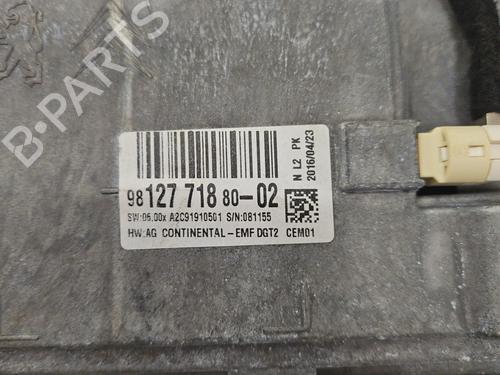 B-PARTS
98 127 718 80-02
SW:06.00x A2C91910501 S/N:081155
HW:AG CONTINENTAL-EMF DGT2 CEM01
N L2 PK
2016/04/23